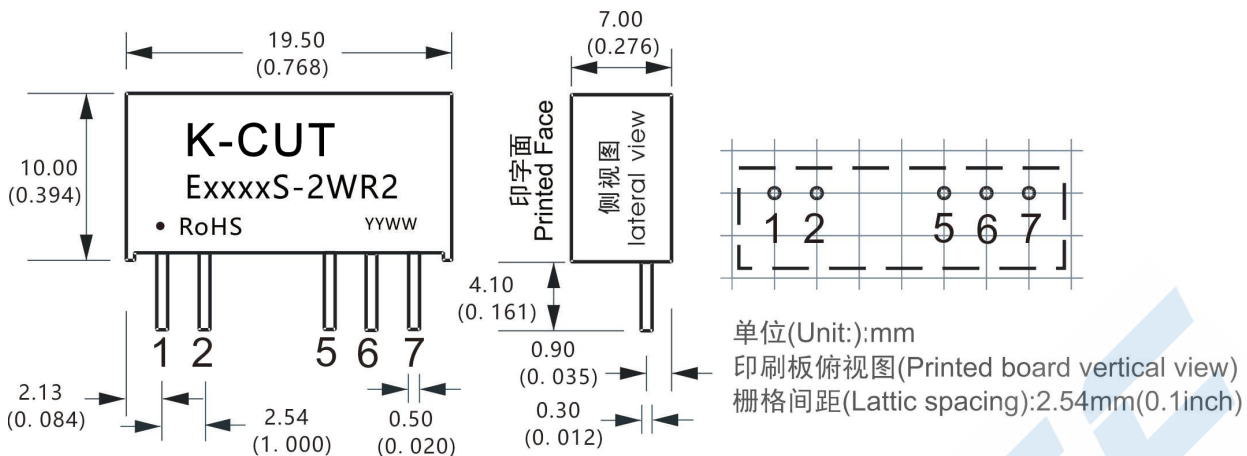 19.50
(0.768)
10.00
(0.394)
K-CUT
ExxxxS-2WR2
• RoHS YYWW
1 2 5 6 7
2.13
(0. 084)
2.54
(1. 000)
0.50
(0. 020)
7.00
(0.276)
印字面
Printed Face
侧视图
lateral view
4.10
(0. 161)
0.90
(0. 035)
0.30
(0. 012)
1 2 5 6 7
单位(Unit:):mm
印刷板俯视图(Printed board vertical view)
栅格间距(Lattic spacing):2.54mm(0.1inch)